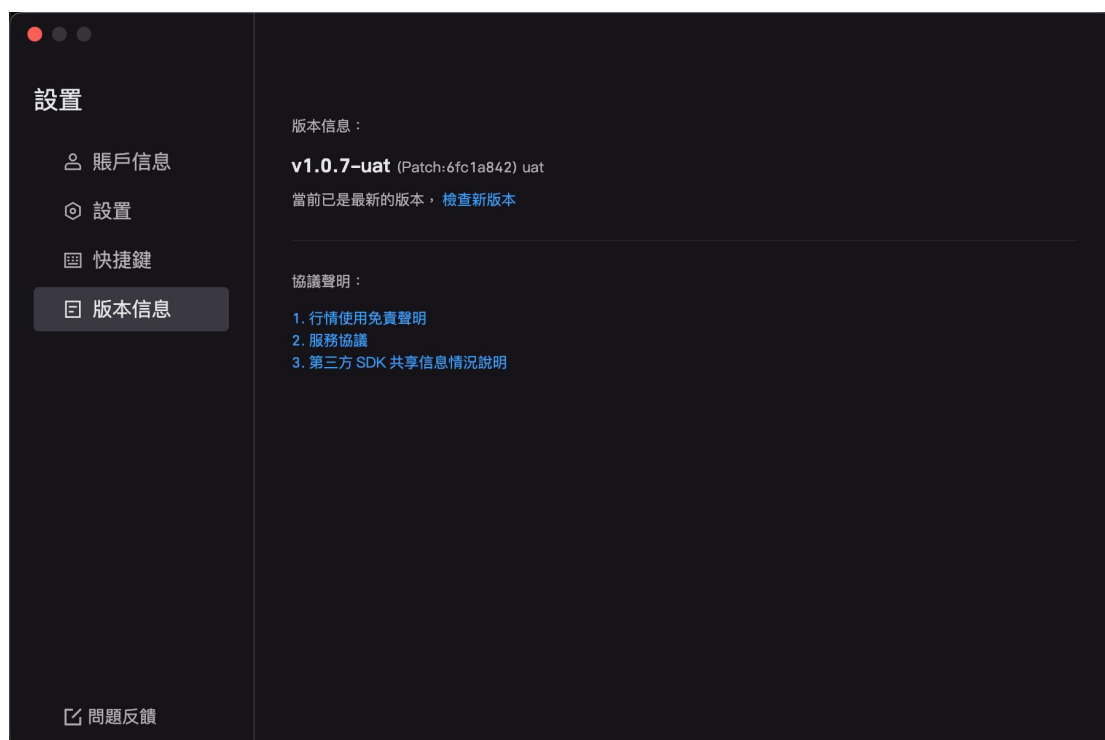 設置
賬戶信息
設置
快捷鍵
版本信息
問題反饋
版本信息：
v1.0.7-uat (Patch:6fc1a842) uat
當前已是最新的版本，檢查新版本
協議聲明：
1. 行情使用免責聲明
2. 服務協議
3. 第三方 SDK 共享信息情況說明